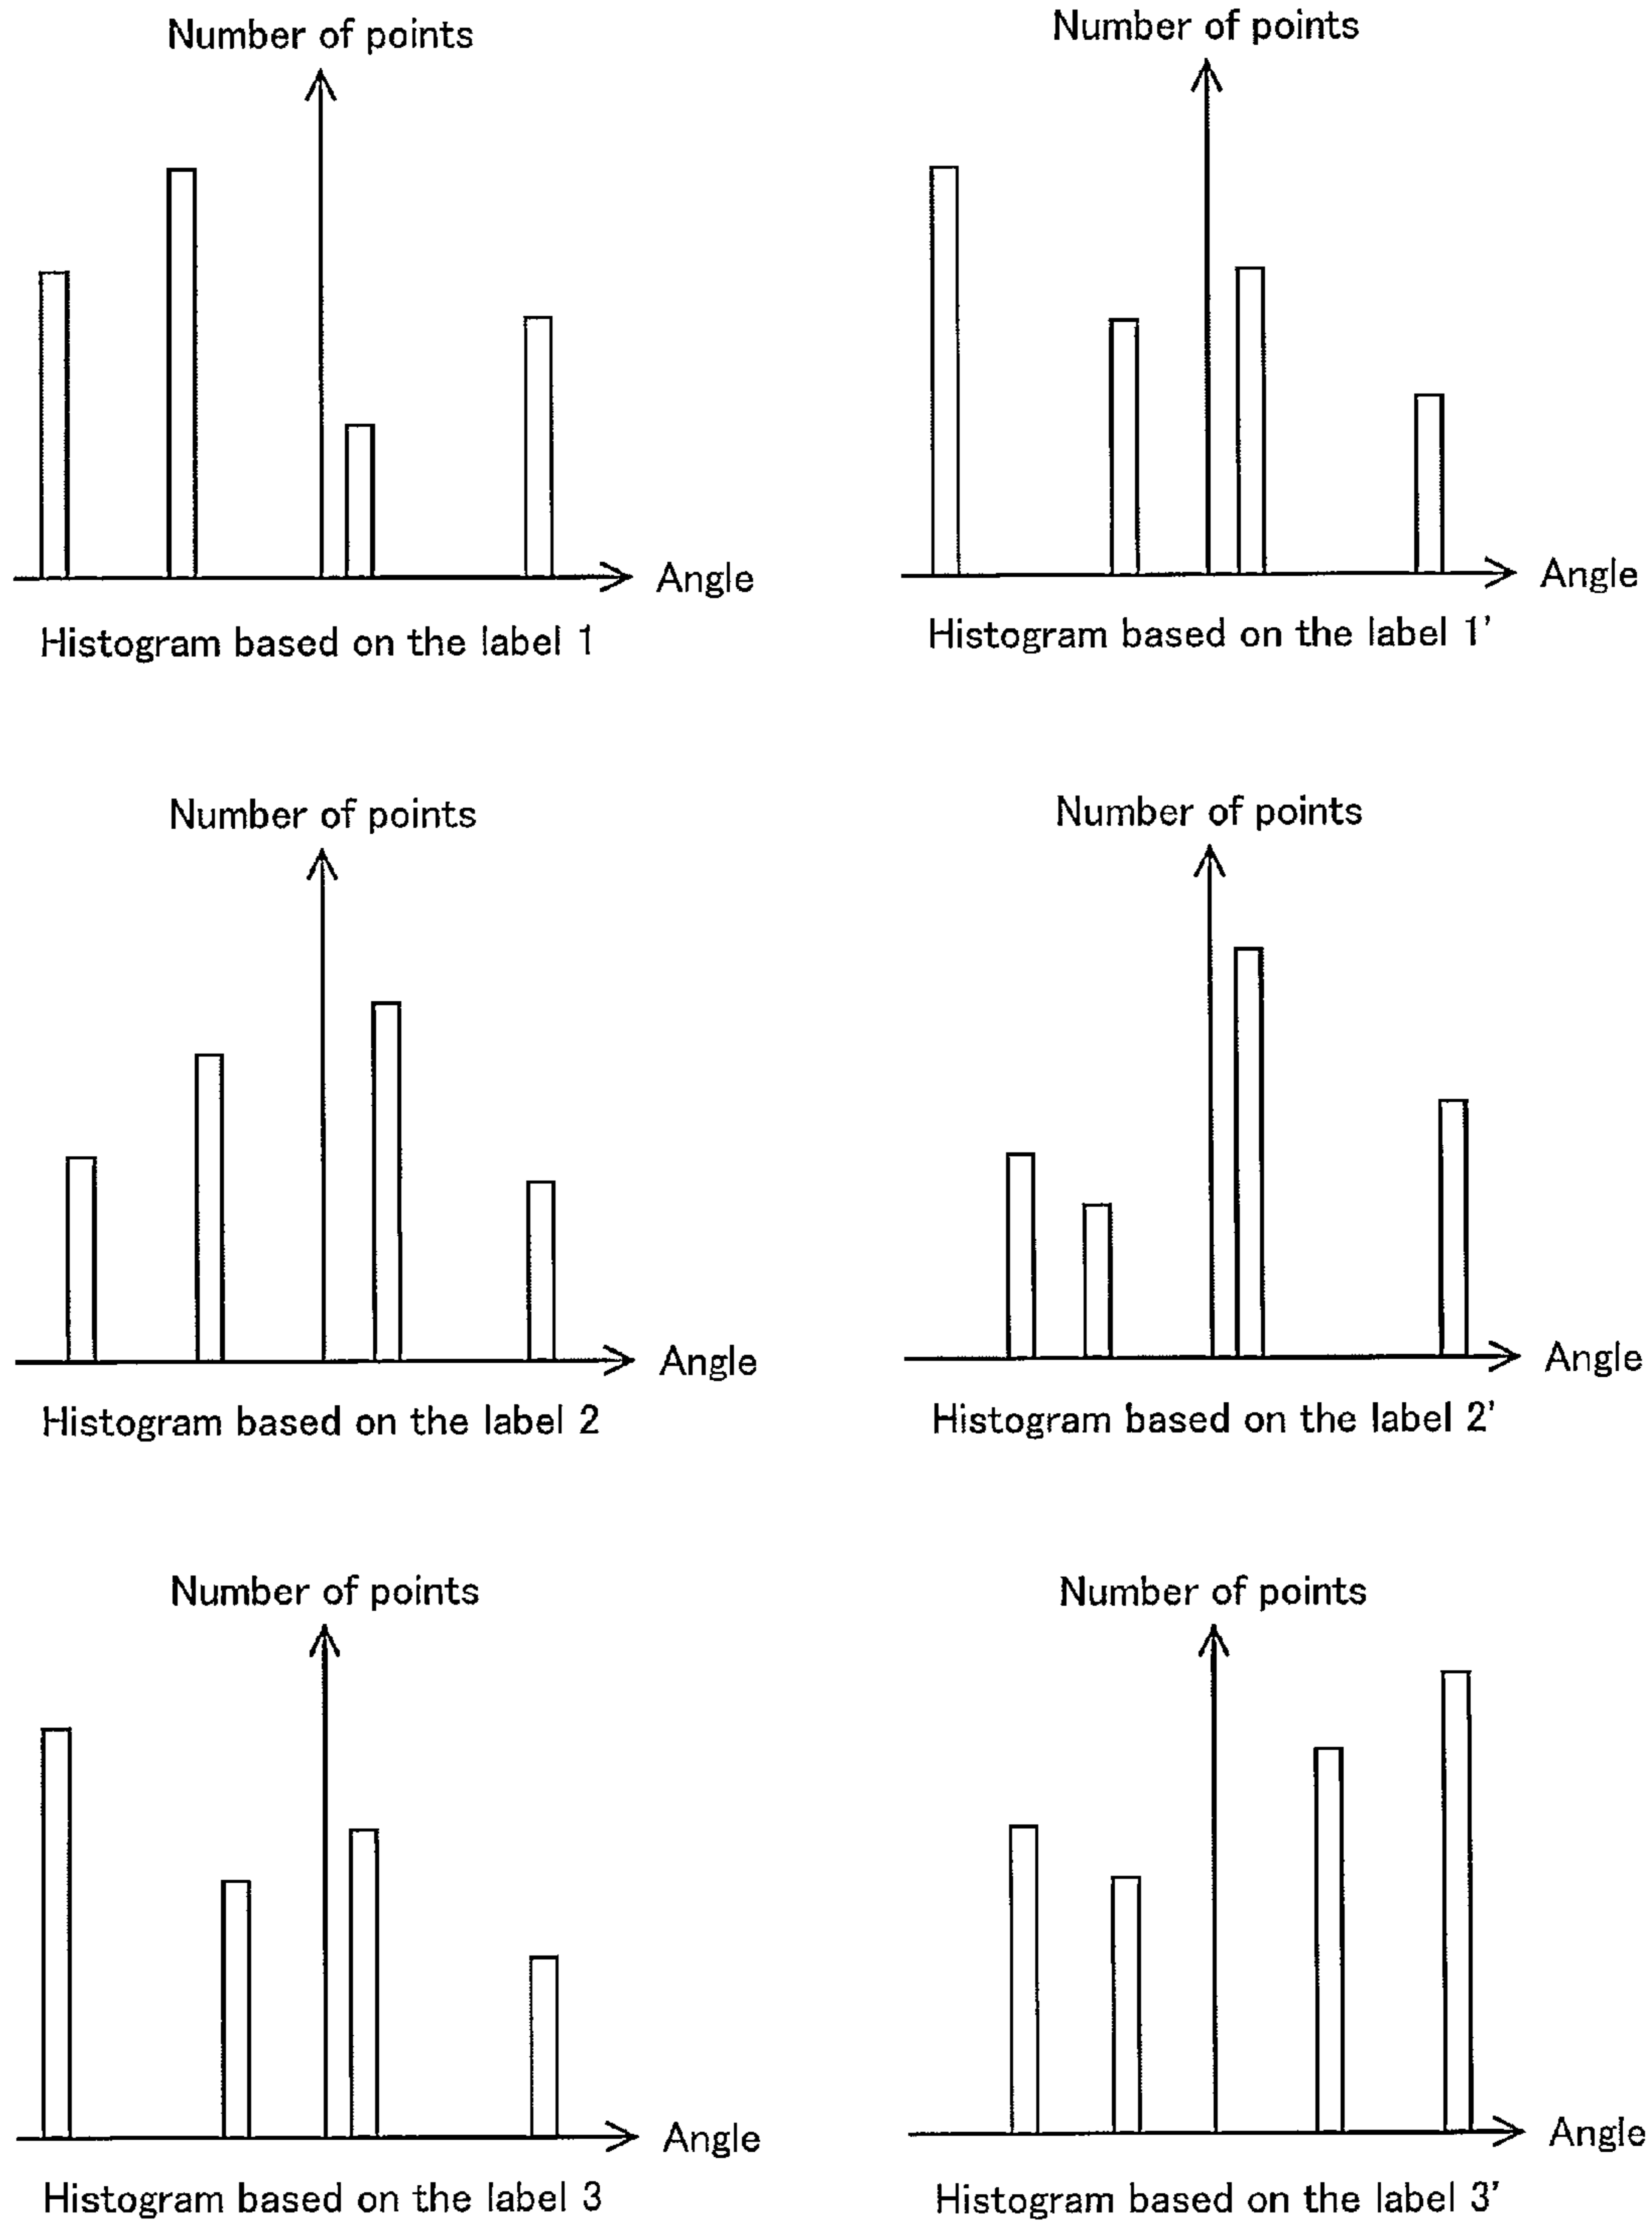 Number of points
Angle
Histogram based on the label 1
Number of points
Angle
Histogram based on the label 1'
Number of points
Angle
Histogram based on the label 2
Number of points
Angle
Histogram based on the label 2'
Number of points
Angle
Histogram based on the label 3
Number of points
Angle
Histogram based on the label 3'